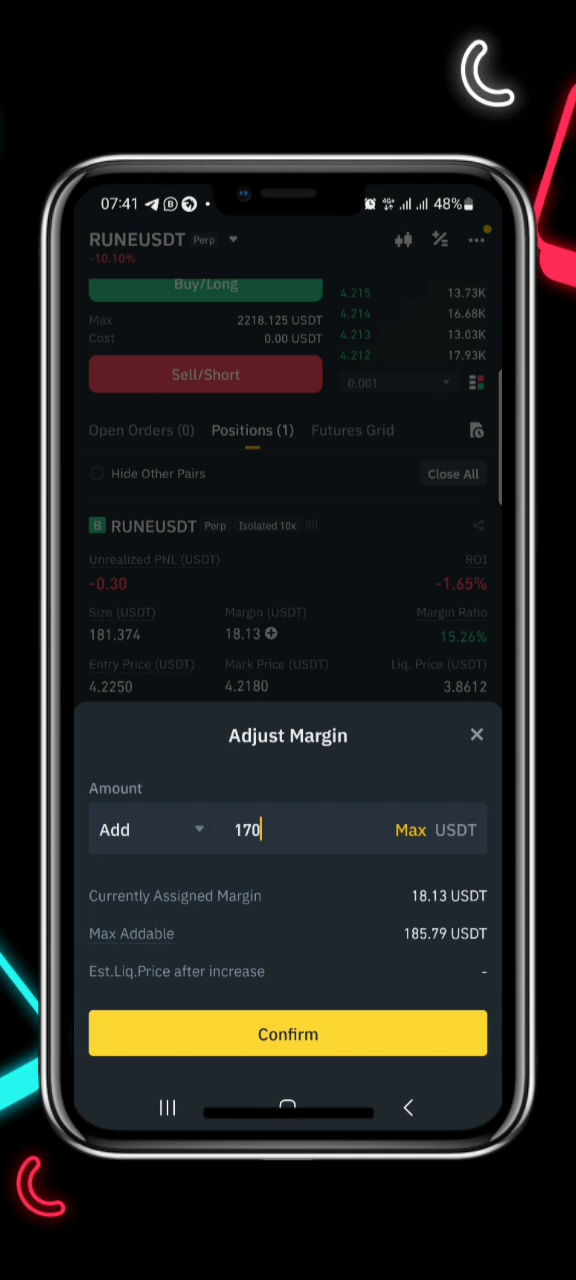 07:41 48%
RUNEUSDT Perp
-10.10%
Buy/Long
4.215 13.73K
Max 2218.125 USDT
4.214 16.68K
Cost 0.00 USDT
4.213 13.03K
4.212 17.93K
Sell/Short
0.001
Open Orders (0) Positions (1) Futures Grid
Hide Other Pairs Close All
B RUNEUSDT Perp Isolated 10x !!!!
Unrealized PNL (USDT) ROI
-0.30 -1.65%
Size (USDT) Margin (USDT) Margin Ratio
181.374 18.13 15.26%
Entry Price (USDT) Mark Price (USDT) Liq. Price (USDT)
4.2250 4.2180 3.8612
Adjust Margin
Amount
Add 170 Max USDT
Currently Assigned Margin 18.13 USDT
Max Addable 185.79 USDT
Est.Liq.Price after increase -
Confirm